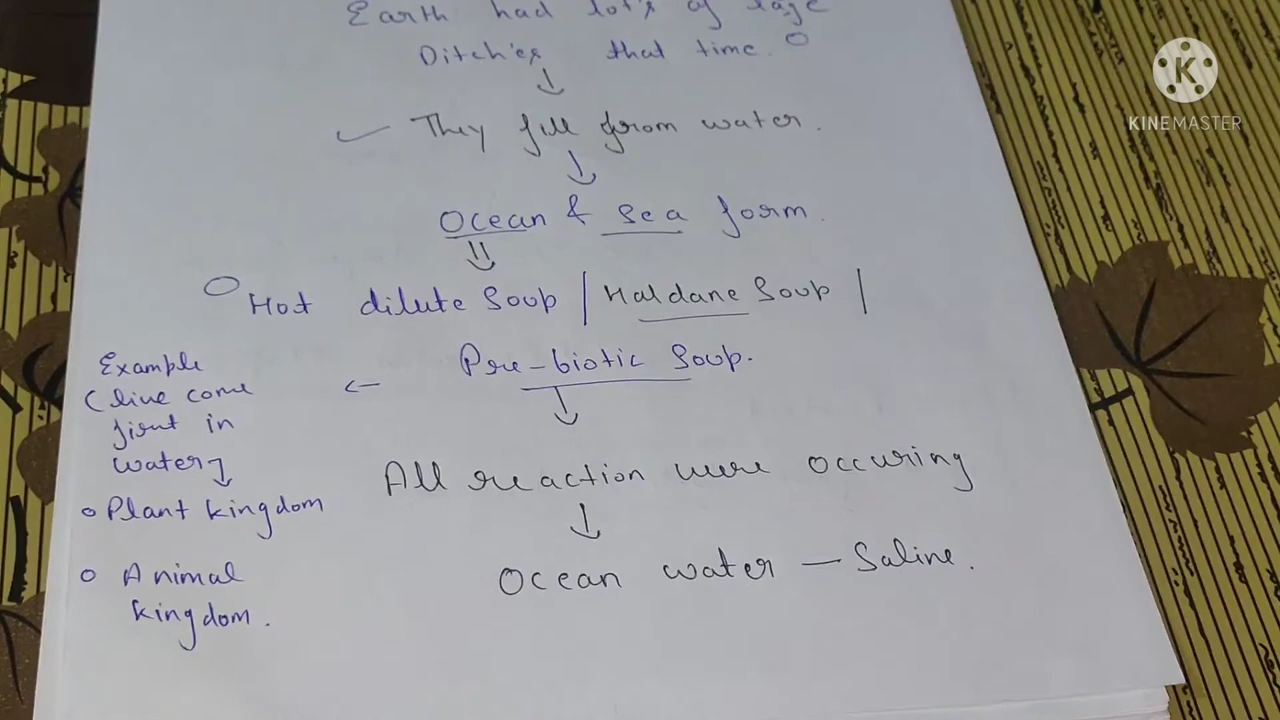 Earth had lot's of lage
Ditch'es that time.
They fill from water.
Ocean & Sea form.
Hot dilute Soup / Haldane Soup /
Pre-biotic Soup.
All reaction were occuring
Ocean water — Saline.
Example
(live come
first in
water
Plant kingdom
Animal
kingdom.
K
KINEMASTER